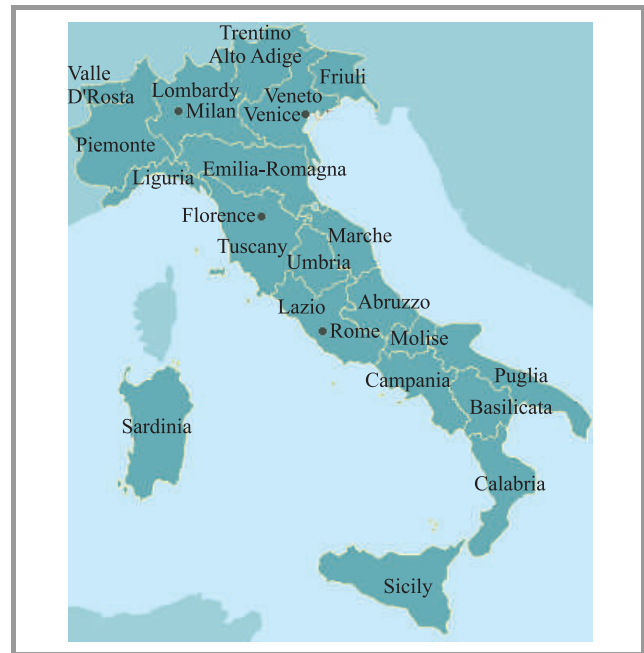 Trentino
Alto Adige
Valle
D'Rosta
Friuli
Lombardy
Veneto
Milan
Venice
Piemonte
Emilia-Romagna
Liguria
Florence
Marche
Tuscany
Umbria
Lazio
Abruzzo
Rome
Molise
Campania
Puglia
Basilicata
Sardinia
Calabria
Sicily